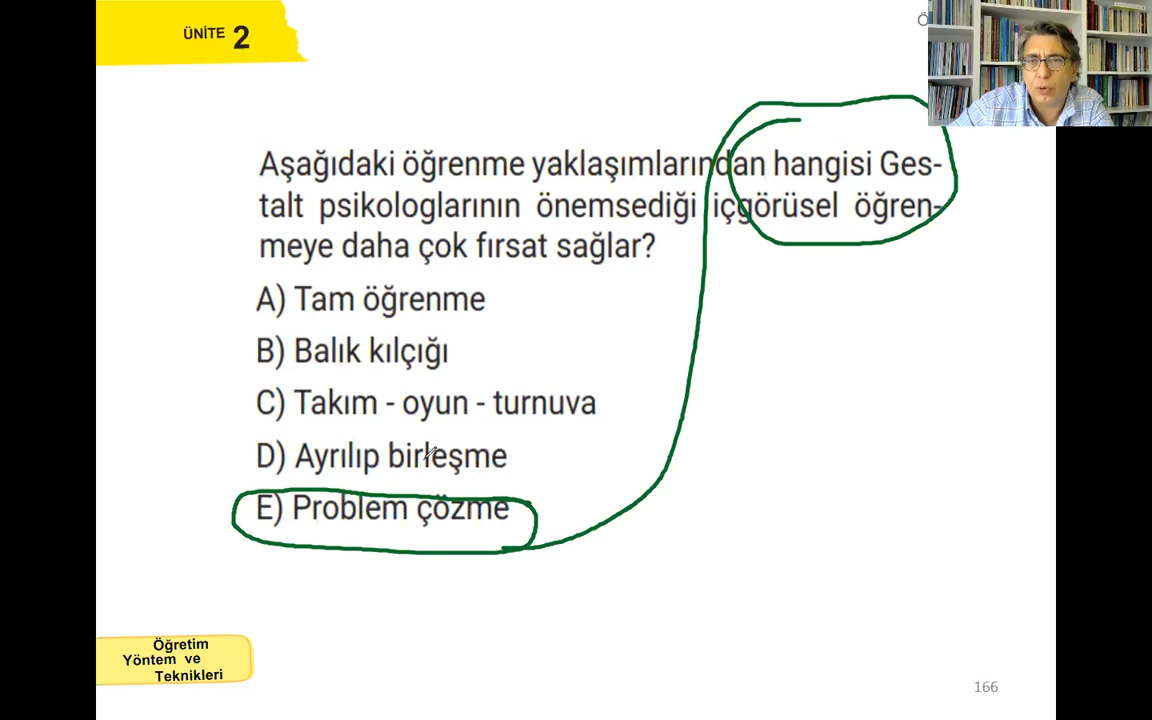 ÜNİTE 2
Ö
Aşağıdaki öğrenme yaklaşımlarından hangisi Ges-
talt psikologlarının önemsediği içgörüsel öğren-
meye daha çok fırsat sağlar?
A) Tam öğrenme
B) Balık kılçığı
C) Takım - oyun - turnuva
D) Ayrılıp birleşme
E) Problem çözme
Öğretim
Yöntem ve
Teknikleri
166